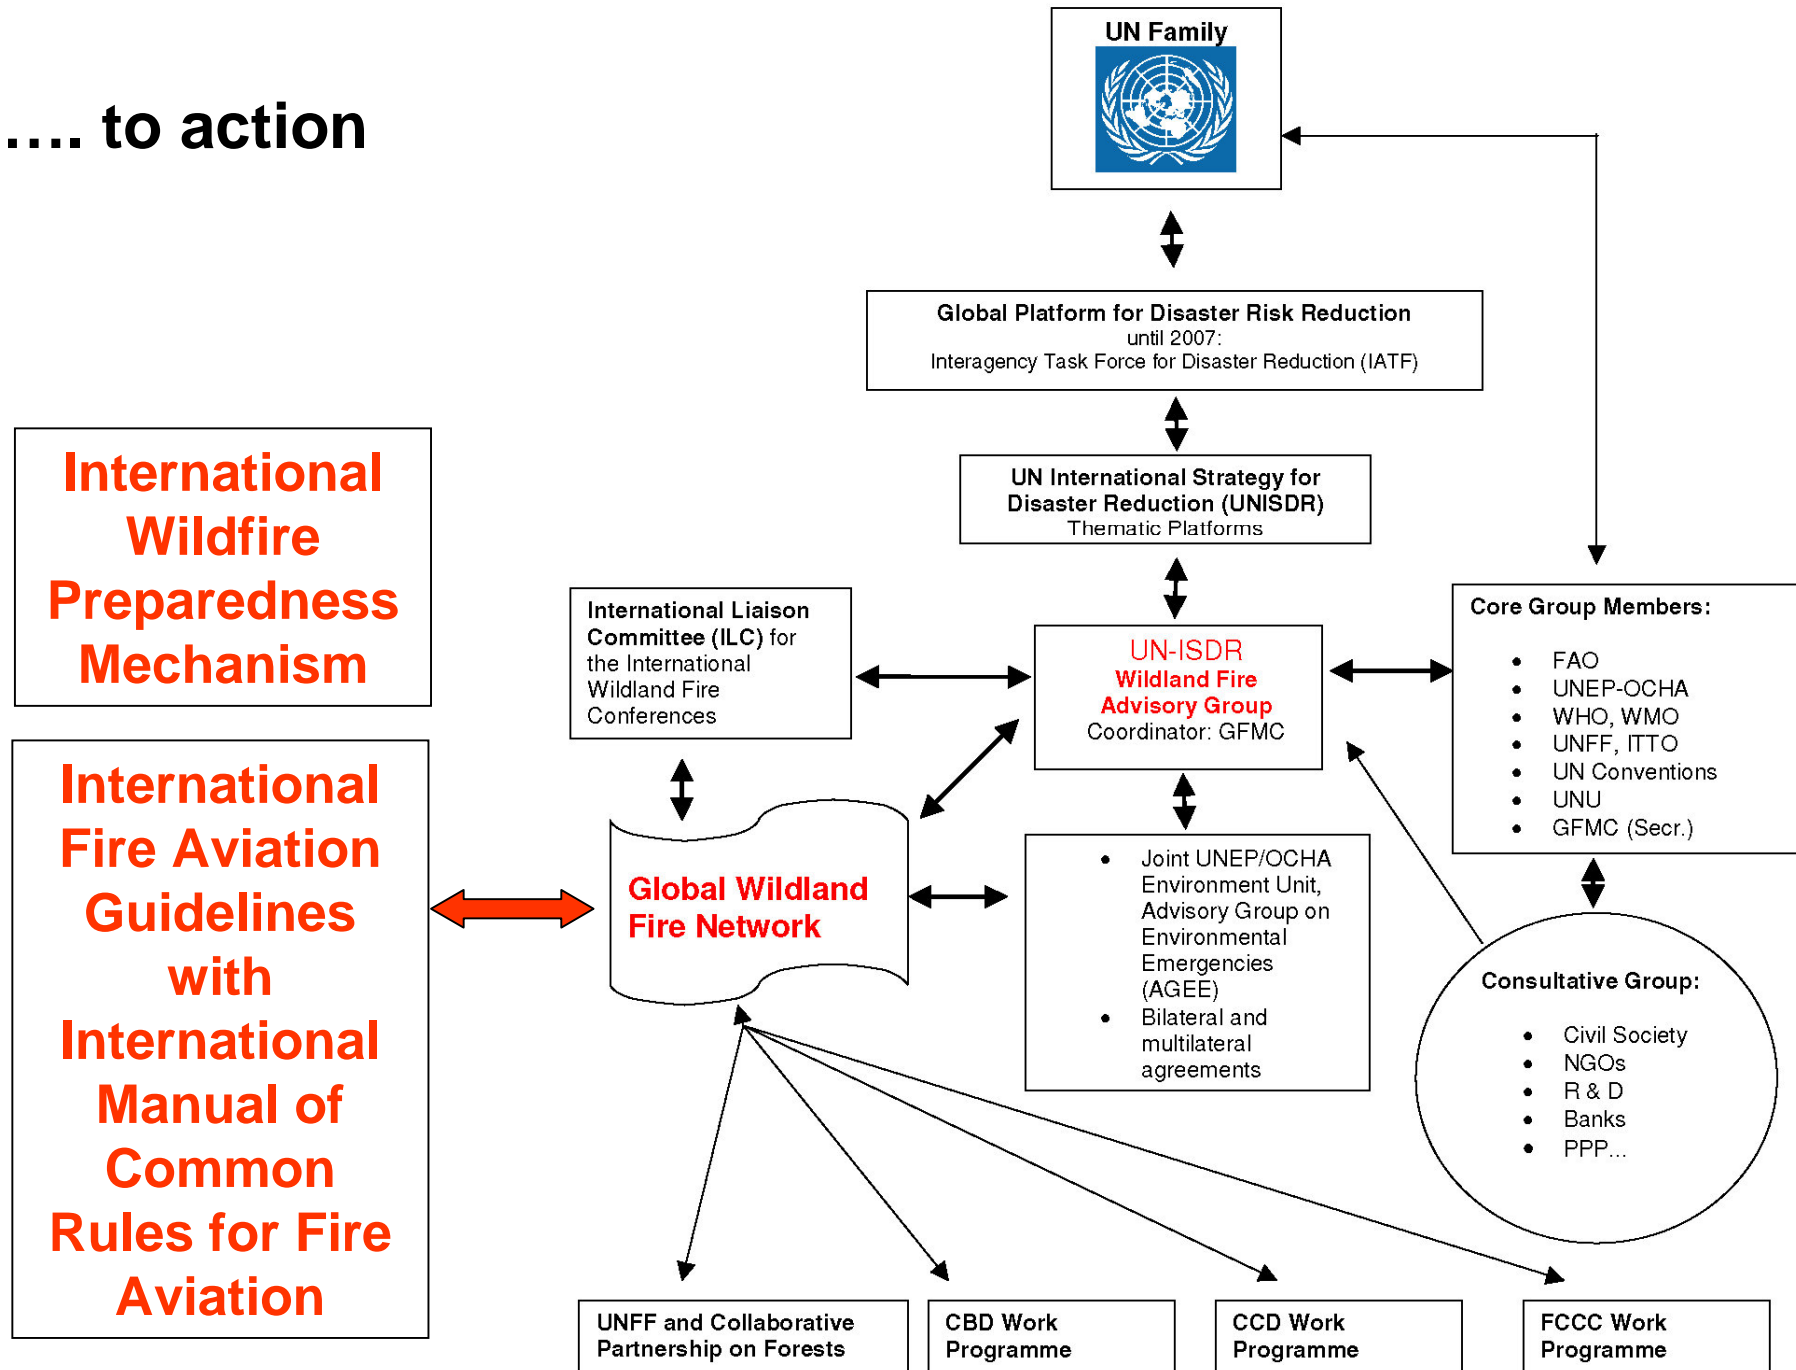 .... to action
UN Family
Global Platform for Disaster Risk Reduction
until 2007:
Interagency Task Force for Disaster Reduction (IATF)
UN International Strategy for
Disaster Reduction (UNISDR)
Thematic Platforms
International
Wildfire
Preparedness
Mechanism
International
Fire Aviation
Guidelines
with
International
Manual of
Common
Rules for Fire
Aviation
International Liaison
Committee (ILC) for
the International
Wildland Fire
Conferences
UN-ISDR
Wildland Fire
Advisory Group
Coordinator: GFMC
Core Group Members:
• FAO
• UNEP-OCHA
• WHO, WMO
• UNFF, ITTO
• UN Conventions
• UNU
• GFMC (Secr.)
Global Wildland
Fire Network
• Joint UNEP/OCHA
Environment Unit,
Advisory Group on
Environmental
Emergencies
(AGEE)
• Bilateral and
multilateral
agreements
Consultative Group:
• Civil Society
• NGOs
• R & D
• Banks
• PPP...
UNFF and Collaborative
Partnership on Forests
CBD Work
Programme
CCD Work
Programme
FCCC Work
Programme